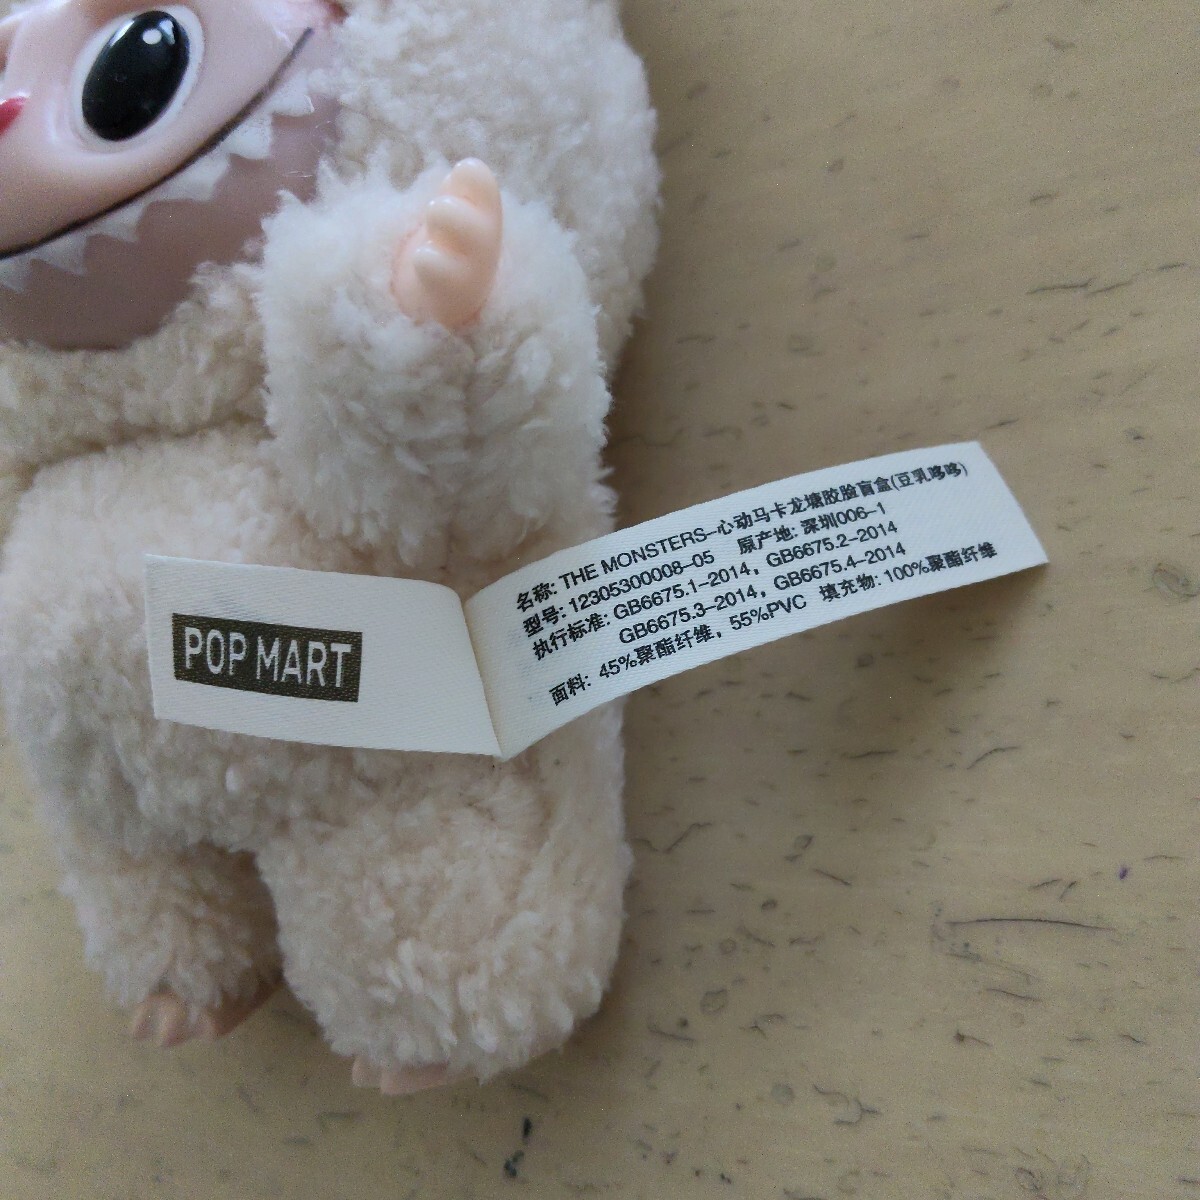 POP MART
名称: THE MONSTERS-心动马卡龙搪胶脸盲盒(豆乳哆哆)
型号: 12305300008-05 原产地: 深圳006-1
执行标准: GB6675.1-2014, GB6675.2-2014
GB6675.3-2014, GB6675.4-2014
面料: 45%聚酯纤维, 55%PVC 填充物: 100%聚酯纤维